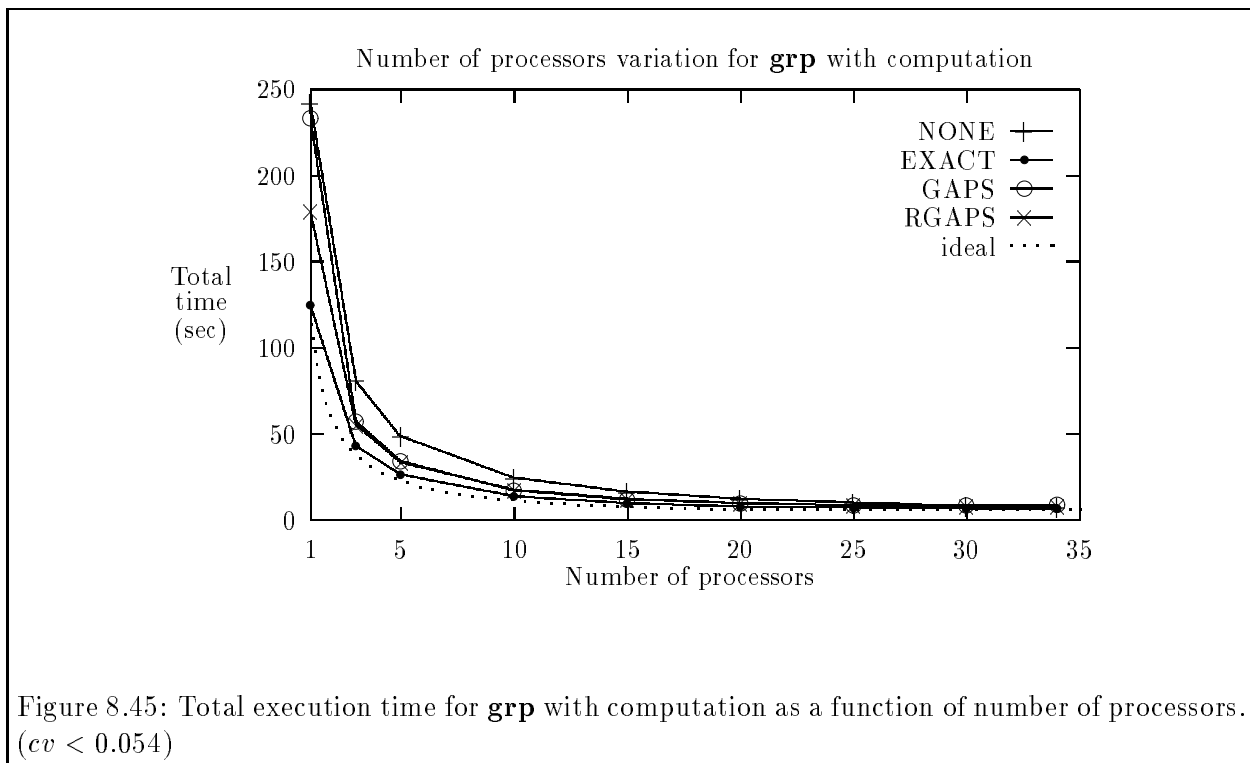 Number of processors variation for grp with computation
250
200
150
100
50
0
Total
time
(sec)
NONE
EXACT
GAPS
RGAPS
ideal
1 5 10 15 20 25 30 35
Number of processors
Figure 8.45: Total execution time for grp with computation as a function of number of processors.
(cv < 0.054)